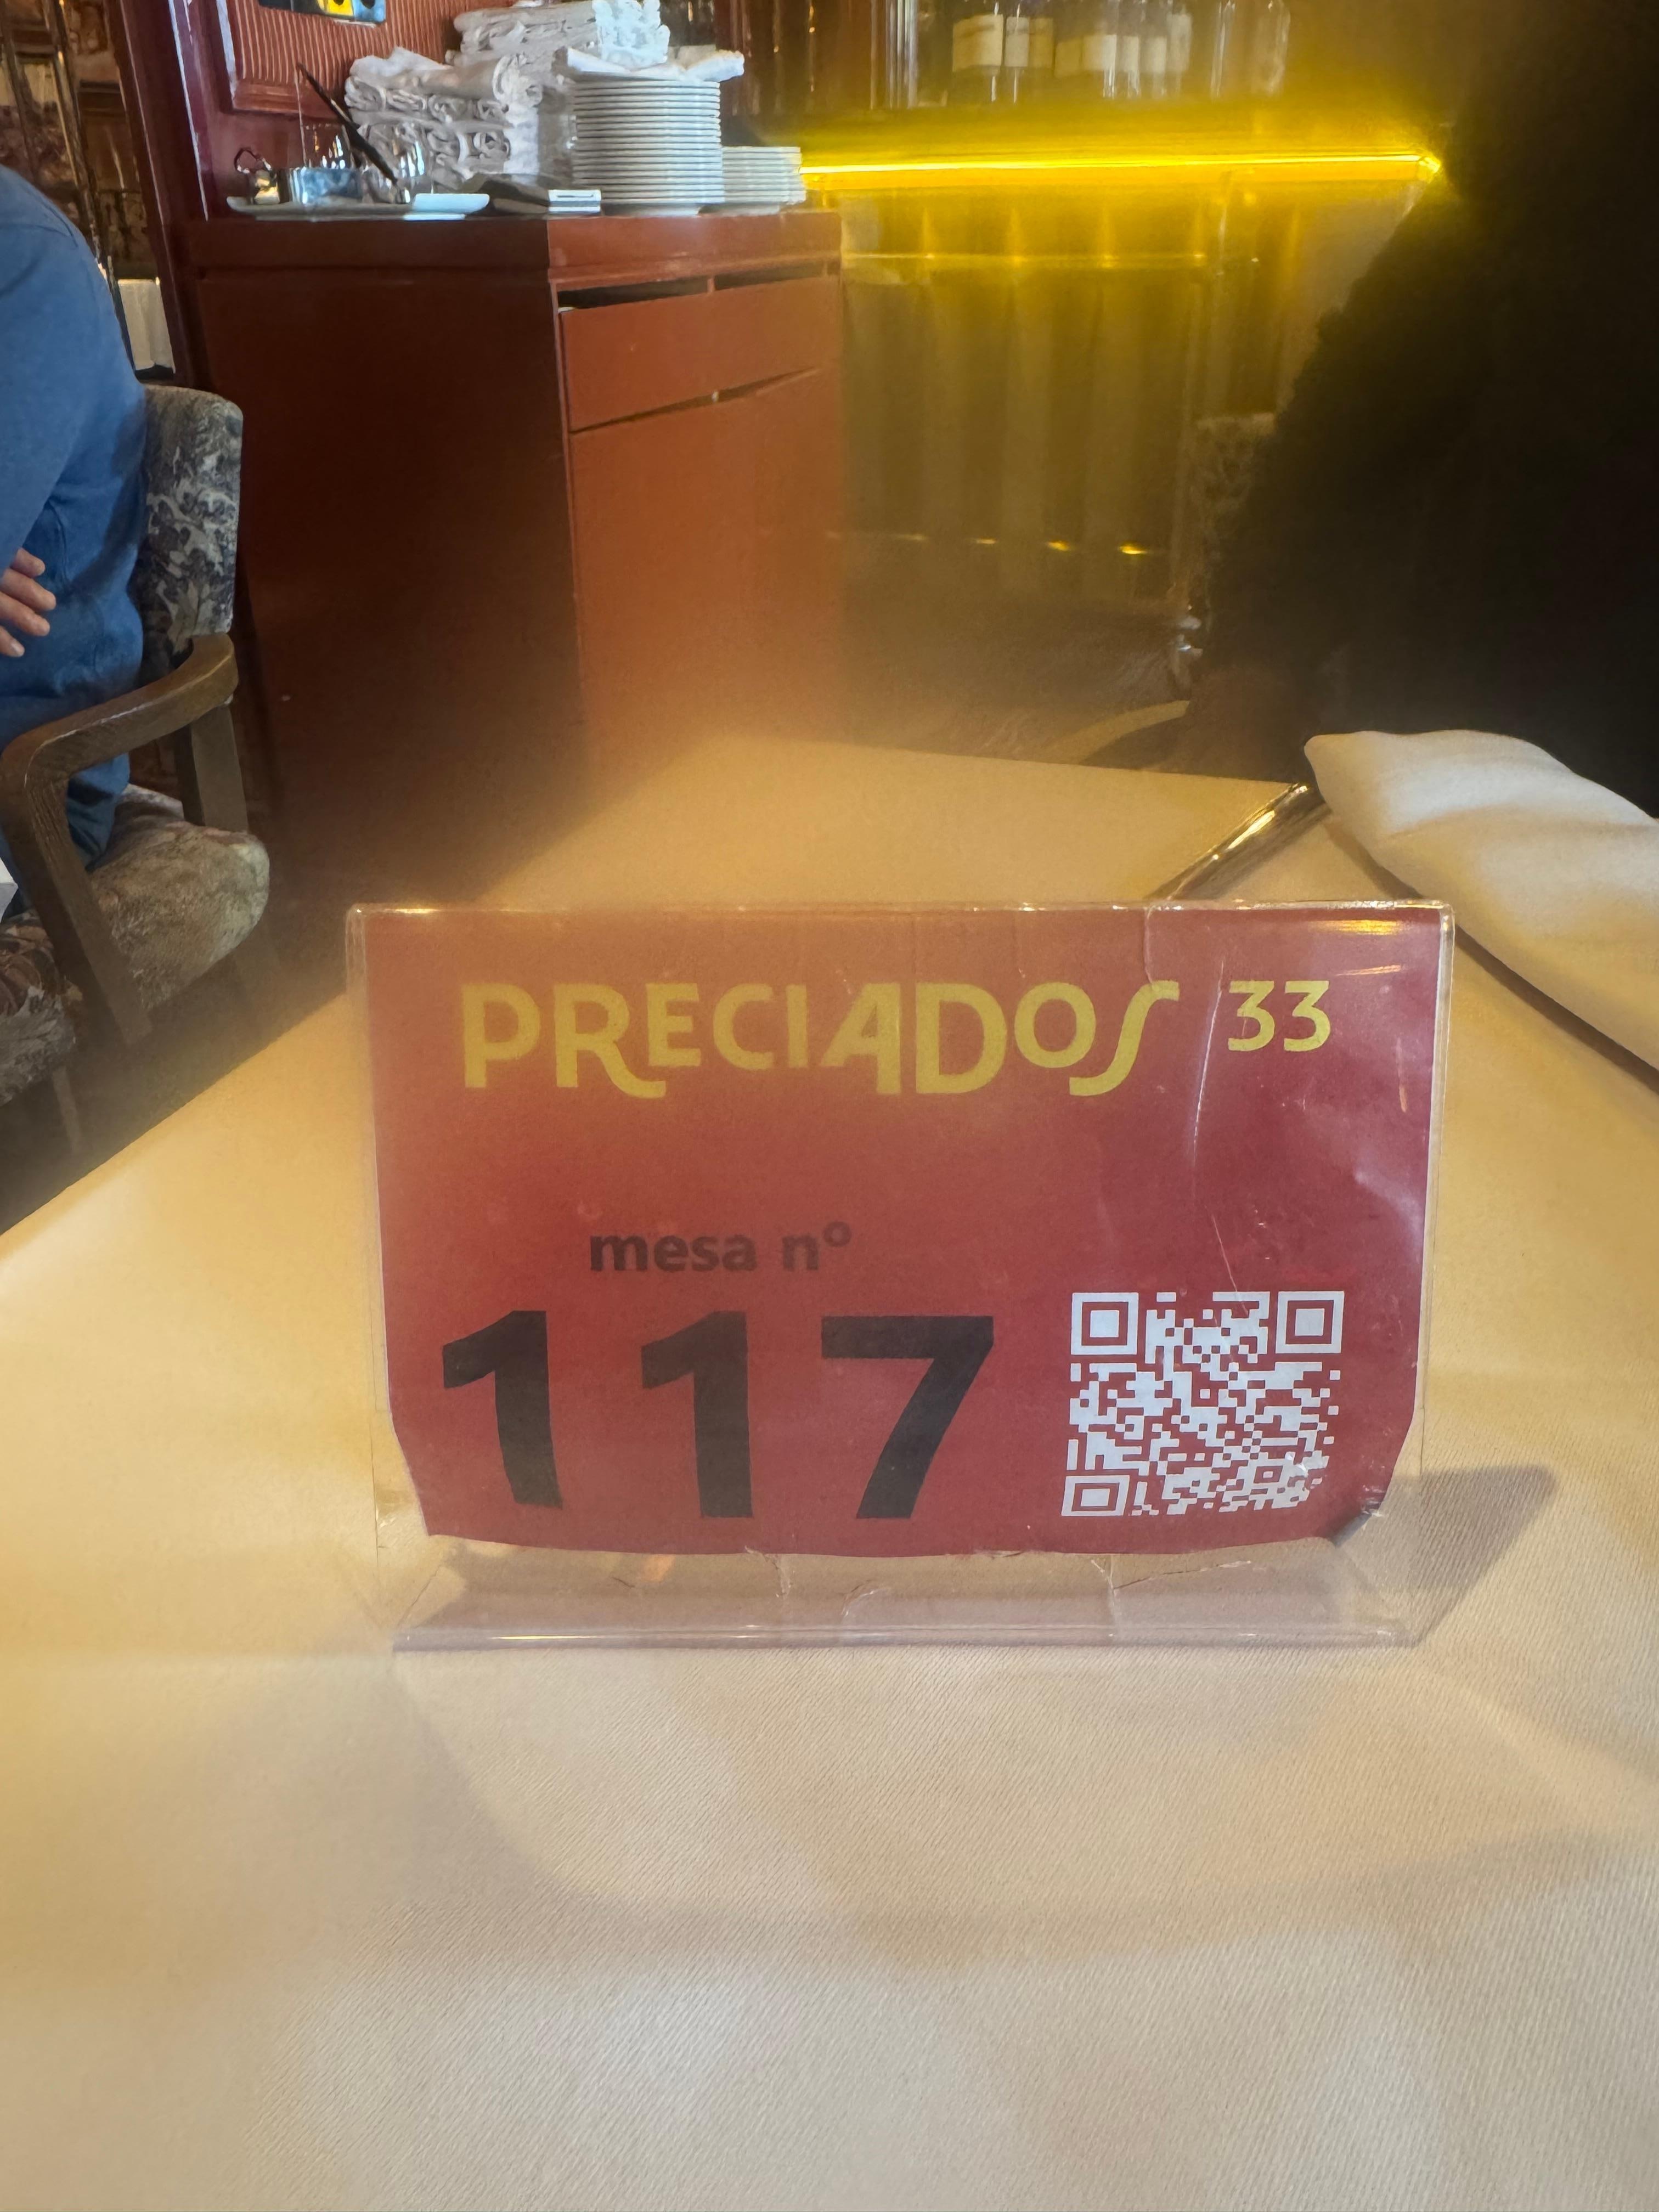 PRECIADOS 33
mesa nº
117